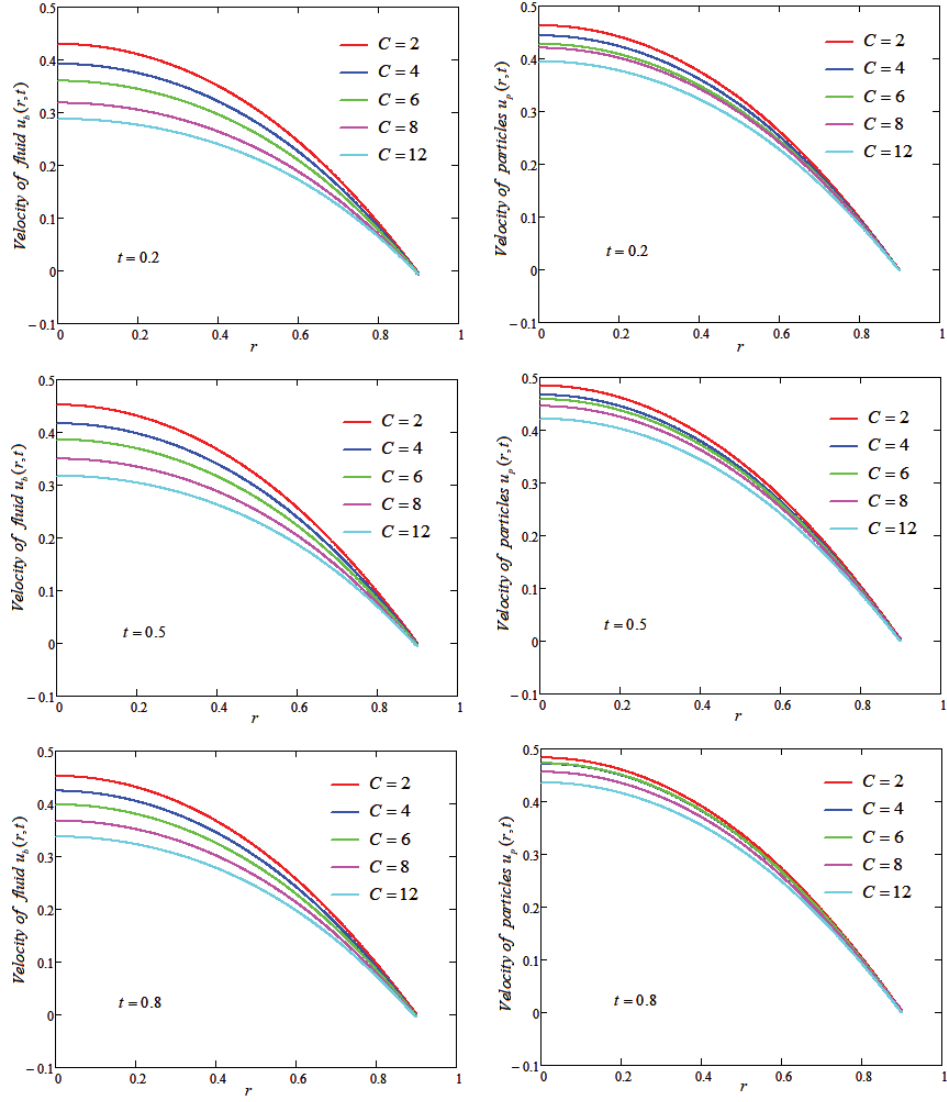 Velocity of fluid u_b(r,t)
0.5
0.4
0.3
0.2
0.1
0
−0.1
C = 2
C = 4
C = 6
C = 8
C = 12
t = 0.2
0 0.2 0.4 0.6 0.8 1
r
Velocity of particles u_p(r,t)
0.5
0.4
0.3
0.2
0.1
0
−0.1
C = 2
C = 4
C = 6
C = 8
C = 12
t = 0.2
0 0.2 0.4 0.6 0.8 1
r
Velocity of fluid u_b(r,t)
0.5
0.4
0.3
0.2
0.1
0
−0.1
C = 2
C = 4
C = 6
C = 8
C = 12
t = 0.5
0 0.2 0.4 0.6 0.8 1
r
Velocity of particles u_p(r,t)
0.5
0.4
0.3
0.2
0.1
0
−0.1
C = 2
C = 4
C = 6
C = 8
C = 12
t = 0.5
0 0.2 0.4 0.6 0.8 1
r
Velocity of fluid u_b(r,t)
0.5
0.4
0.3
0.2
0.1
0
−0.1
C = 2
C = 4
C = 6
C = 8
C = 12
t = 0.8
0 0.2 0.4 0.6 0.8 1
r
Velocity of particles u_p(r,t)
0.5
0.4
0.3
0.2
0.1
0
−0.1
C = 2
C = 4
C = 6
C = 8
C = 12
t = 0.8
0 0.2 0.4 0.6 0.8 1
r